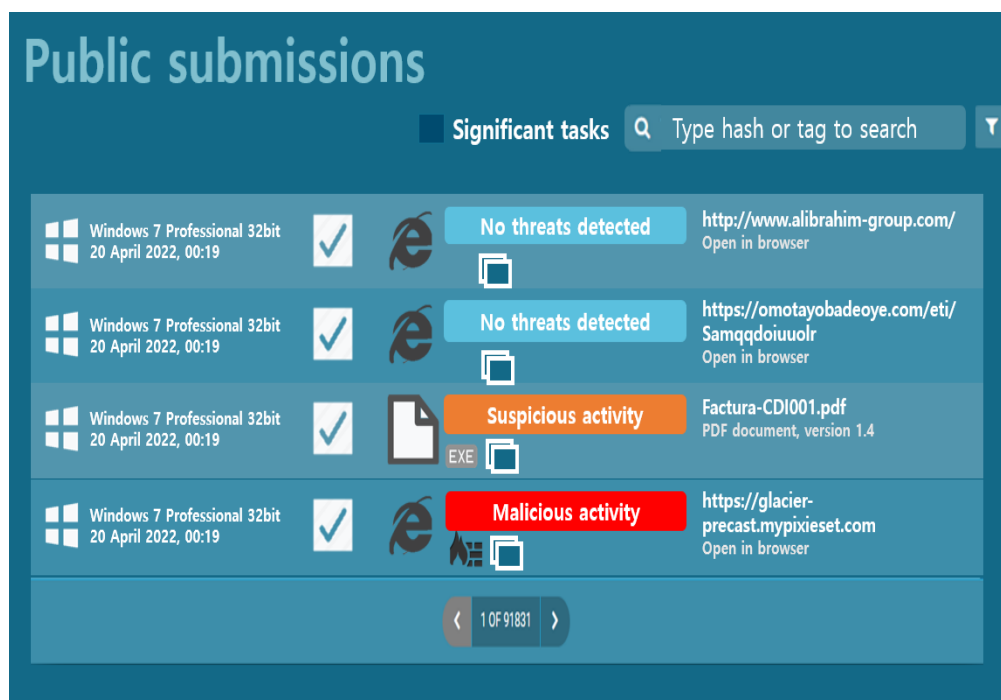 Public submissions
Significant tasks
Type hash or tag to search
Windows 7 Professional 32bit
20 April 2022, 00:19
No threats detected
http://www.alibrahim-group.com/
Open in browser
Windows 7 Professional 32bit
20 April 2022, 00:19
No threats detected
https://omotayobadeoye.com/eti/
Samqqdoiuuolr
Open in browser
Windows 7 Professional 32bit
20 April 2022, 00:19
Suspicious activity
EXE
Factura-CDI001.pdf
PDF document, version 1.4
Windows 7 Professional 32bit
20 April 2022, 00:19
Malicious activity
https://glacier-
precast.mypixieset.com
Open in browser
1 OF 91831